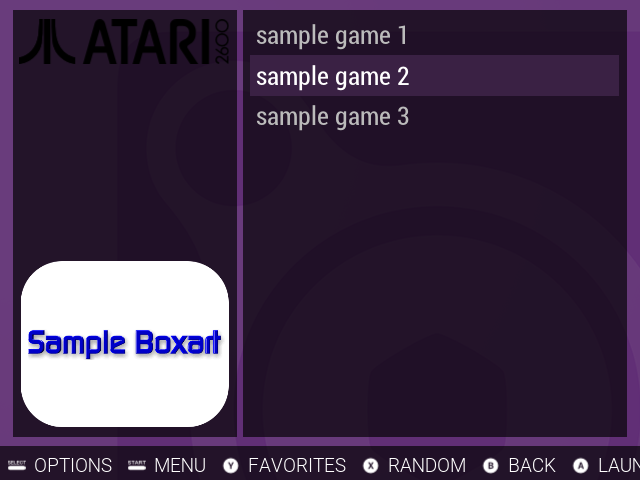 ATARI 2600
sample game 1
sample game 2
sample game 3
Sample Boxart
SELECT OPTIONS START MENU Y FAVORITES X RANDOM B BACK A LAUN